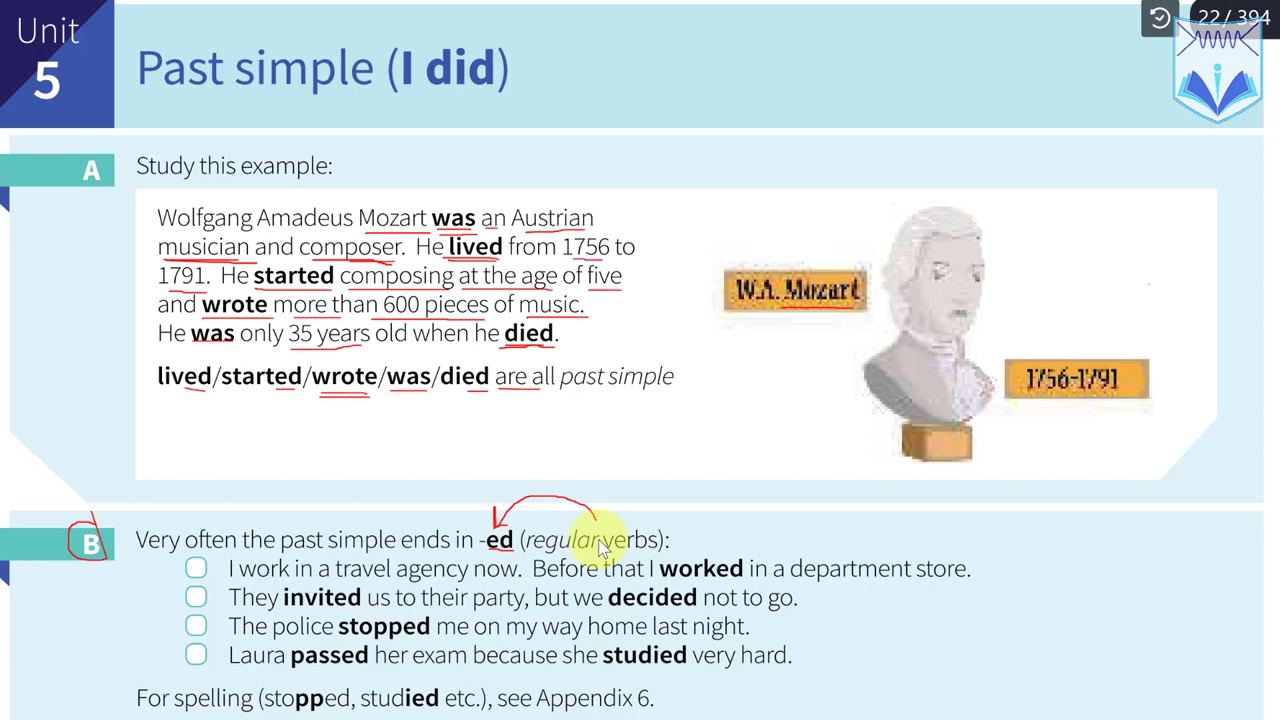 22 / 394
Unit
5
Past simple (I did)
A
Study this example:
Wolfgang Amadeus Mozart was an Austrian
musician and composer. He lived from 1756 to
1791. He started composing at the age of five
and wrote more than 600 pieces of music.
He was only 35 years old when he died.
lived/started/wrote/was/died are all past simple
W.A. Mozart
1756-1791
B
Very often the past simple ends in -ed (regular verbs):
I work in a travel agency now. Before that I worked in a department store.
They invited us to their party, but we decided not to go.
The police stopped me on my way home last night.
Laura passed her exam because she studied very hard.
For spelling (stopped, studied etc.), see Appendix 6.